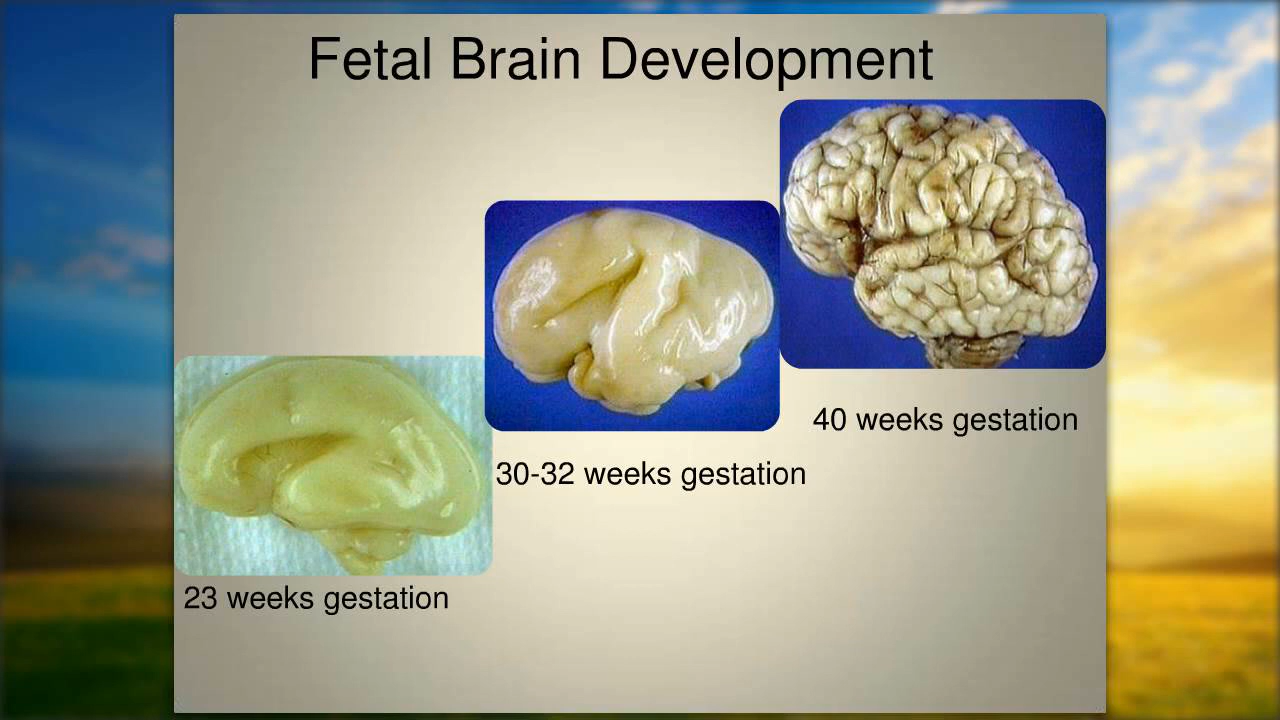 Fetal Brain Development
40 weeks gestation
30-32 weeks gestation
23 weeks gestation